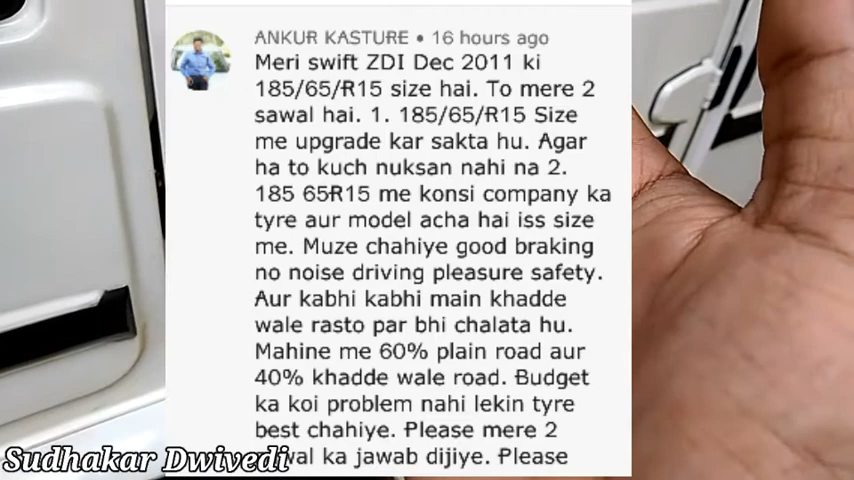 ANKUR KASTURE • 16 hours ago
Meri swift ZDI Dec 2011 ki
185/65/R15 size hai. To mere 2
sawal hai. 1. 185/65/R15 Size
me upgrade kar sakta hu. Agar
ha to kuch nuksan nahi na 2.
185 65R15 me konsi company ka
tyre aur model acha hai iss size
me. Muze chahiye good braking
no noise driving pleasure safety.
Aur kabhi kabhi main khadde
wale rasto par bhi chalata hu.
Mahine me 60% plain road aur
40% khadde wale road. Budget
ka koi problem nahi lekin tyre
best chahiye. Please mere 2
ka jawab dijiye. Please
Sudhakar Dwivedi